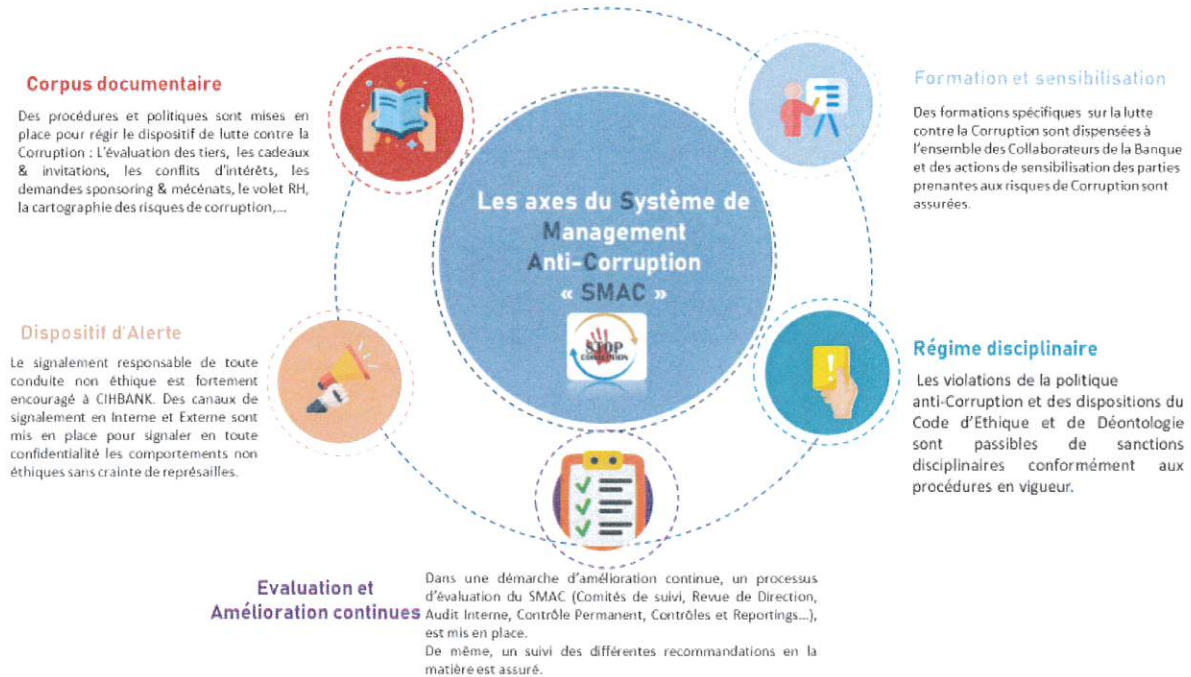 Corpus documentaire
Des procédures et politiques sont mises en
place pour régir le dispositif de lutte contre la
Corruption : L'évaluation des tiers, les cadeaux
& invitations, les conflits d'intérêts, les
demandes sponsoring & mécénats, le volet RH,
la cartographie des risques de corruption,...
Formation et sensibilisation
Des formations spécifiques sur la lutte
contre la Corruption sont dispensées à
l'ensemble des Collaborateurs de la Banque
et des actions de sensibilisation des parties
prenantes aux risques de Corruption sont
assurées.
Les axes du Système de
Management
Anti-Corruption
« SMAC »
STOP
CORRUPTION
Dispositif d'Alerte
Le signalement responsable de toute
conduite non éthique est fortement
encouragé à CIHBANK. Des canaux de
signalement en Interne et Externe sont
mis en place pour signaler en toute
confidentialité les comportements non
éthiques sans crainte de représailles.
Régime disciplinaire
Les violations de la politique
anti-Corruption et des dispositions du
Code d'Ethique et de Déontologie
sont passibles de sanctions
disciplinaires conformément aux
procédures en vigueur.
Evaluation et
Amélioration continues
Dans une démarche d'amélioration continue, un processus
d'évaluation du SMAC (Comités de suivi, Revue de Direction,
Audit Interne, Contrôle Permanent, Contrôles et Reportings...),
est mis en place.
De même, un suivi des différentes recommandations en la
matière est assuré.